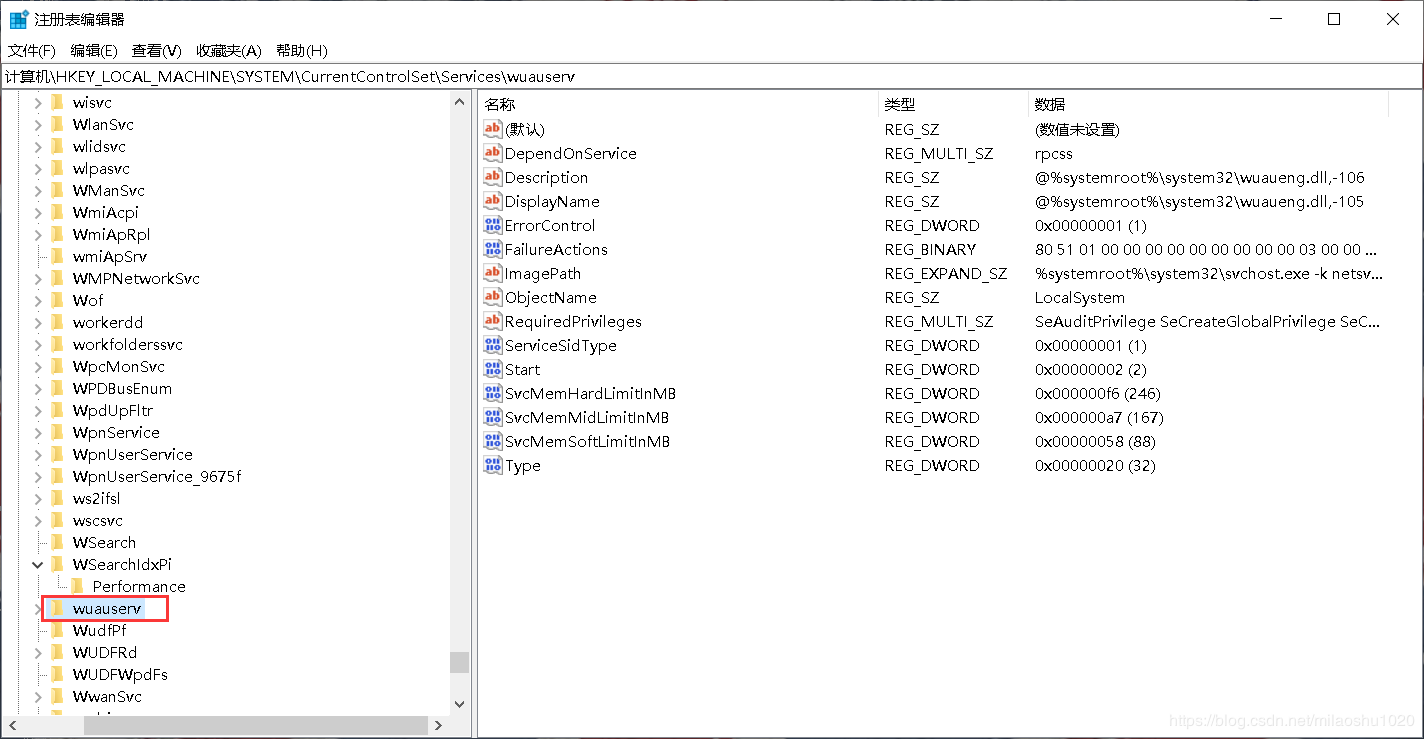 注册表编辑器
文件(F) 编辑(E) 查看(V) 收藏夹(A) 帮助(H)
计算机\HKEY_LOCAL_MACHINE\SYSTEM\CurrentControlSet\Services\wuauserv
wisvc
WlanSvc
wlidsvc
wlpasvc
WManSvc
WmiAcpi
WmiApRpl
wmiApSrv
WMPNetworkSvc
Wof
workerdd
workfolderssvc
WpcMonSvc
WPDBusEnum
WpdUpFltr
WpnService
WpnUserService
WpnUserService_9675f
ws2ifsl
wscsvc
WSearch
WSearchIdxPi
Performance
wuauserv
WudfPf
WUDFRd
WUDFWpdFs
WwanSvc
名称 类型 数据
(默认) REG_SZ (数值未设置)
DependOnService REG_MULTI_SZ rpcss
Description REG_SZ @%systemroot%\system32\wuaueng.dll,-106
DisplayName REG_SZ @%systemroot%\system32\wuaueng.dll,-105
ErrorControl REG_DWORD 0x00000001 (1)
FailureActions REG_BINARY 80 51 01 00 00 00 00 00 00 00 00 00 03 00 00 ...
ImagePath REG_EXPAND_SZ %systemroot%\system32\svchost.exe -k netsv...
ObjectName REG_SZ LocalSystem
RequiredPrivileges REG_MULTI_SZ SeAuditPrivilege SeCreateGlobalPrivilege SeC...
ServiceSidType REG_DWORD 0x00000001 (1)
Start REG_DWORD 0x00000002 (2)
SvcMemHardLimitInMB REG_DWORD 0x000000f6 (246)
SvcMemMidLimitInMB REG_DWORD 0x000000a7 (167)
SvcMemSoftLimitInMB REG_DWORD 0x00000058 (88)
Type REG_DWORD 0x00000020 (32)
https://blog.csdn.net/milaoshu1020